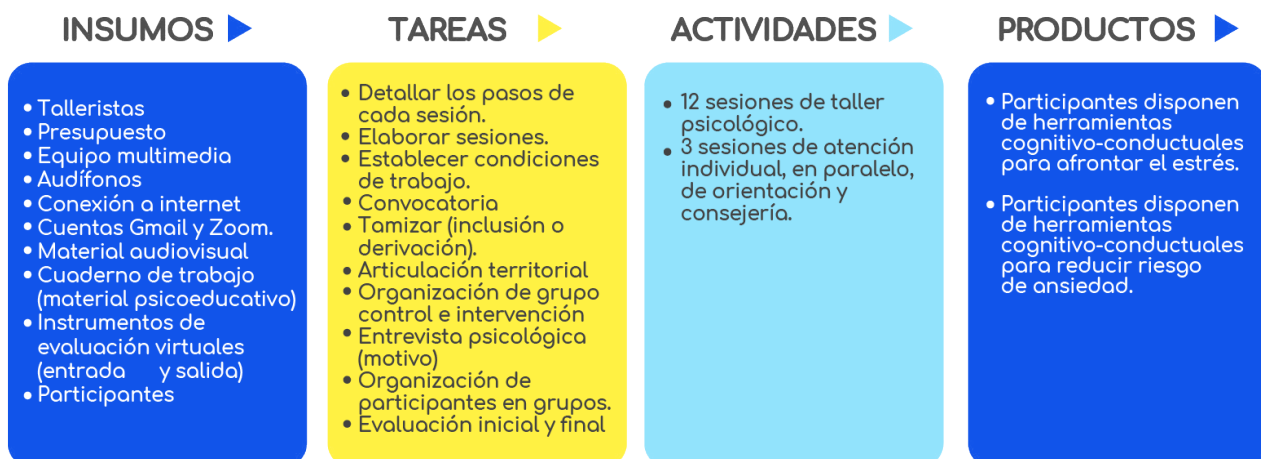 INSUMOS
• Talleristas
• Presupuesto
• Equipo multimedia
• Audífonos
• Conexión a internet
• Cuentas Gmail y Zoom.
• Material audiovisual
• Cuaderno de trabajo
(material psicoeducativo)
• Instrumentos de
evaluación virtuales
(entrada y salida)
• Participantes
TAREAS
• Detallar los pasos de
cada sesión.
• Elaborar sesiones.
• Establecer condiciones
de trabajo.
• Convocatoria
• Tamizar (inclusión o
derivación).
• Articulación territorial
• Organización de grupo
control e intervención
• Entrevista psicológica
(motivo)
• Organización de
participantes en grupos.
• Evaluación inicial y final
ACTIVIDADES
• 12 sesiones de taller
psicológico.
• 3 sesiones de atención
individual, en paralelo,
de orientación y
consejería.
PRODUCTOS
• Participantes disponen
de herramientas
cognitivo-conductuales
para afrontar el estrés.
• Participantes disponen
de herramientas
cognitivo-conductuales
para reducir riesgo
de ansiedad.